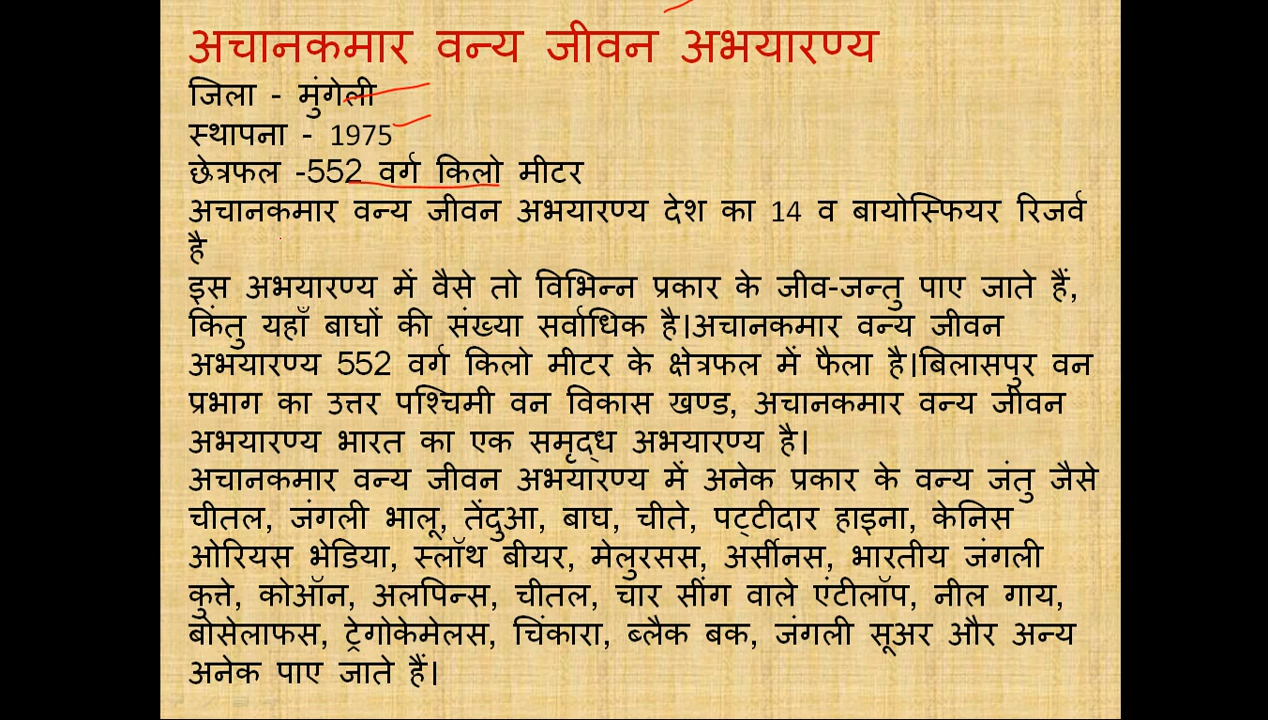 अचानकमार वन्य जीवन अभयारण्य
जिला - मुंगेली
स्थापना - 1975
छेत्रफल -552 वर्ग किलो मीटर
अचानकमार वन्य जीवन अभयारण्य देश का 14 व बायोस्फियर रिजर्व
है
इस अभयारण्य में वैसे तो विभिन्न प्रकार के जीव-जन्तु पाए जाते हैं,
किंतु यहाँ बाघों की संख्या सर्वाधिक है।अचानकमार वन्य जीवन
अभयारण्य 552 वर्ग किलो मीटर के क्षेत्रफल में फैला है।बिलासपुर वन
प्रभाग का उत्तर पश्चिमी वन विकास खण्ड, अचानकमार वन्य जीवन
अभयारण्य भारत का एक समृद्ध अभयारण्य है।
अचानकमार वन्य जीवन अभयारण्य में अनेक प्रकार के वन्य जंतु जैसे
चीतल, जंगली भालू, तेंदुआ, बाघ, चीते, पट्टीदार हाइना, केनिस
ओरियस भेडिया, स्लॉथ बीयर, मेलुरसस, अर्सीनस, भारतीय जंगली
कुत्ते, कोऑन, अलपिन्स, चीतल, चार सींग वाले एंटीलॉप, नील गाय,
बोसेलाफस, ट्रेगोकेमेलस, चिंकारा, ब्लैक बक, जंगली सूअर और अन्य
अनेक पाए जाते हैं।